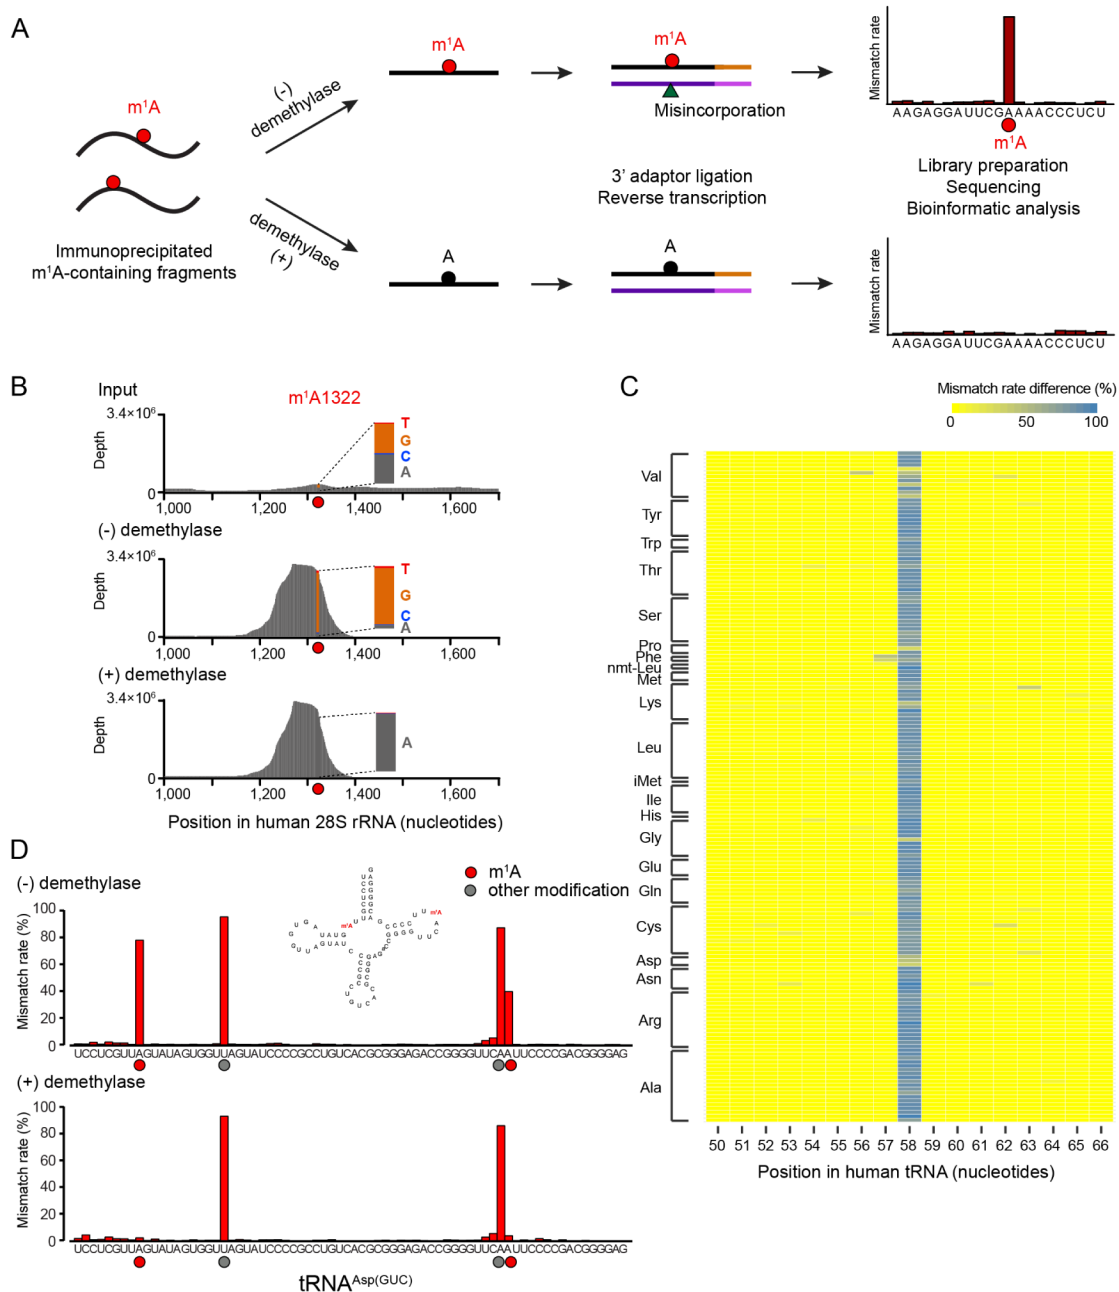 A
m¹A
(-)
demethylase
m¹A
m¹A
Misincorporation
Mismatch rate
AAGAGGAUUCGAAAACCCUCU
m¹A
Library preparation
Sequencing
Bioinformatic analysis
3' adaptor ligation
Reverse transcription
Immunoprecipitated
m¹A-containing fragments
demethylase
(+)
A
A
Mismatch rate
AAGAGGAUUCGAAAACCCUCU
B
Input
m¹A1322
3.4×10⁶
Depth
0
T
G
C
A
1,000 1,200 1,400 1,600
(-) demethylase
3.4×10⁶
Depth
0
T
G
C
A
1,000 1,200 1,400 1,600
(+) demethylase
3.4×10⁶
Depth
0
A
1,000 1,200 1,400 1,600
Position in human 28S rRNA (nucleotides)
C
Mismatch rate difference (%)
0 50 100
Val
Tyr
Trp
Thr
Ser
Pro
Phe
nmt-Leu
Met
Lys
Leu
iMet
Ile
His
Gly
Glu
Gln
Cys
Asp
Asn
Arg
Ala
50 51 52 53 54 55 56 57 58 59 60 61 62 63 64 65 66
Position in human tRNA (nucleotides)
D
(-) demethylase
m¹A
other modification
Mismatch rate (%)
100
80
60
40
20
0
m¹A
m¹A
UCCUCGUUAGUAUAGUGGUUAGUAUCCCCGCCUGUCACGCGGGAGACCGGGGUUCAAUUCCCCGACGGGGAG
(+) demethylase
Mismatch rate (%)
100
80
60
40
20
0
UCCUCGUUAGUAUAGUGGUUAGUAUCCCCGCCUGUCACGCGGGAGACCGGGGUUCAAUUCCCCGACGGGGAG
tRNA^Asp(GUC)